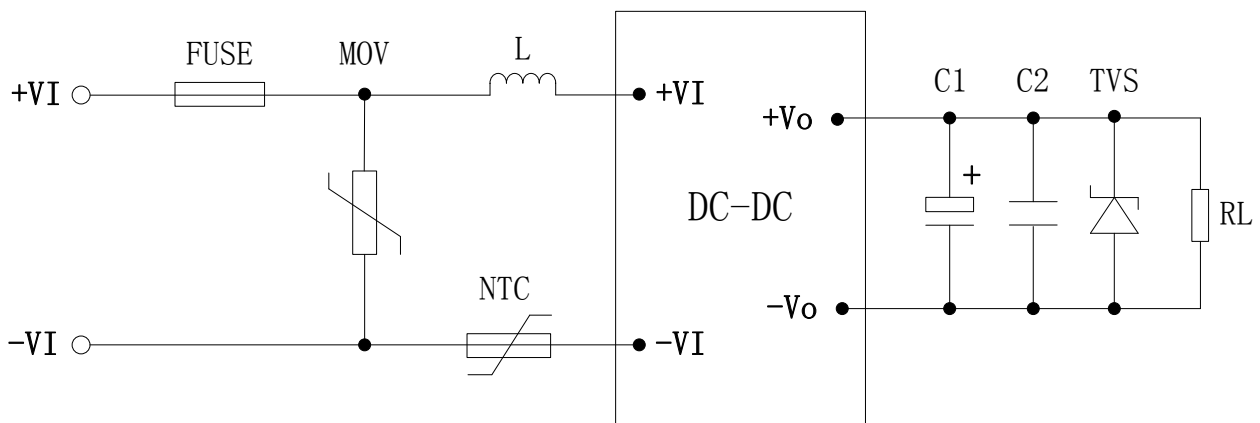 FUSE
MOV
L
+VI
+VI
C1
C2
TVS
+Vo
+
DC-DC
RL
NTC
-Vo
-VI
-VI